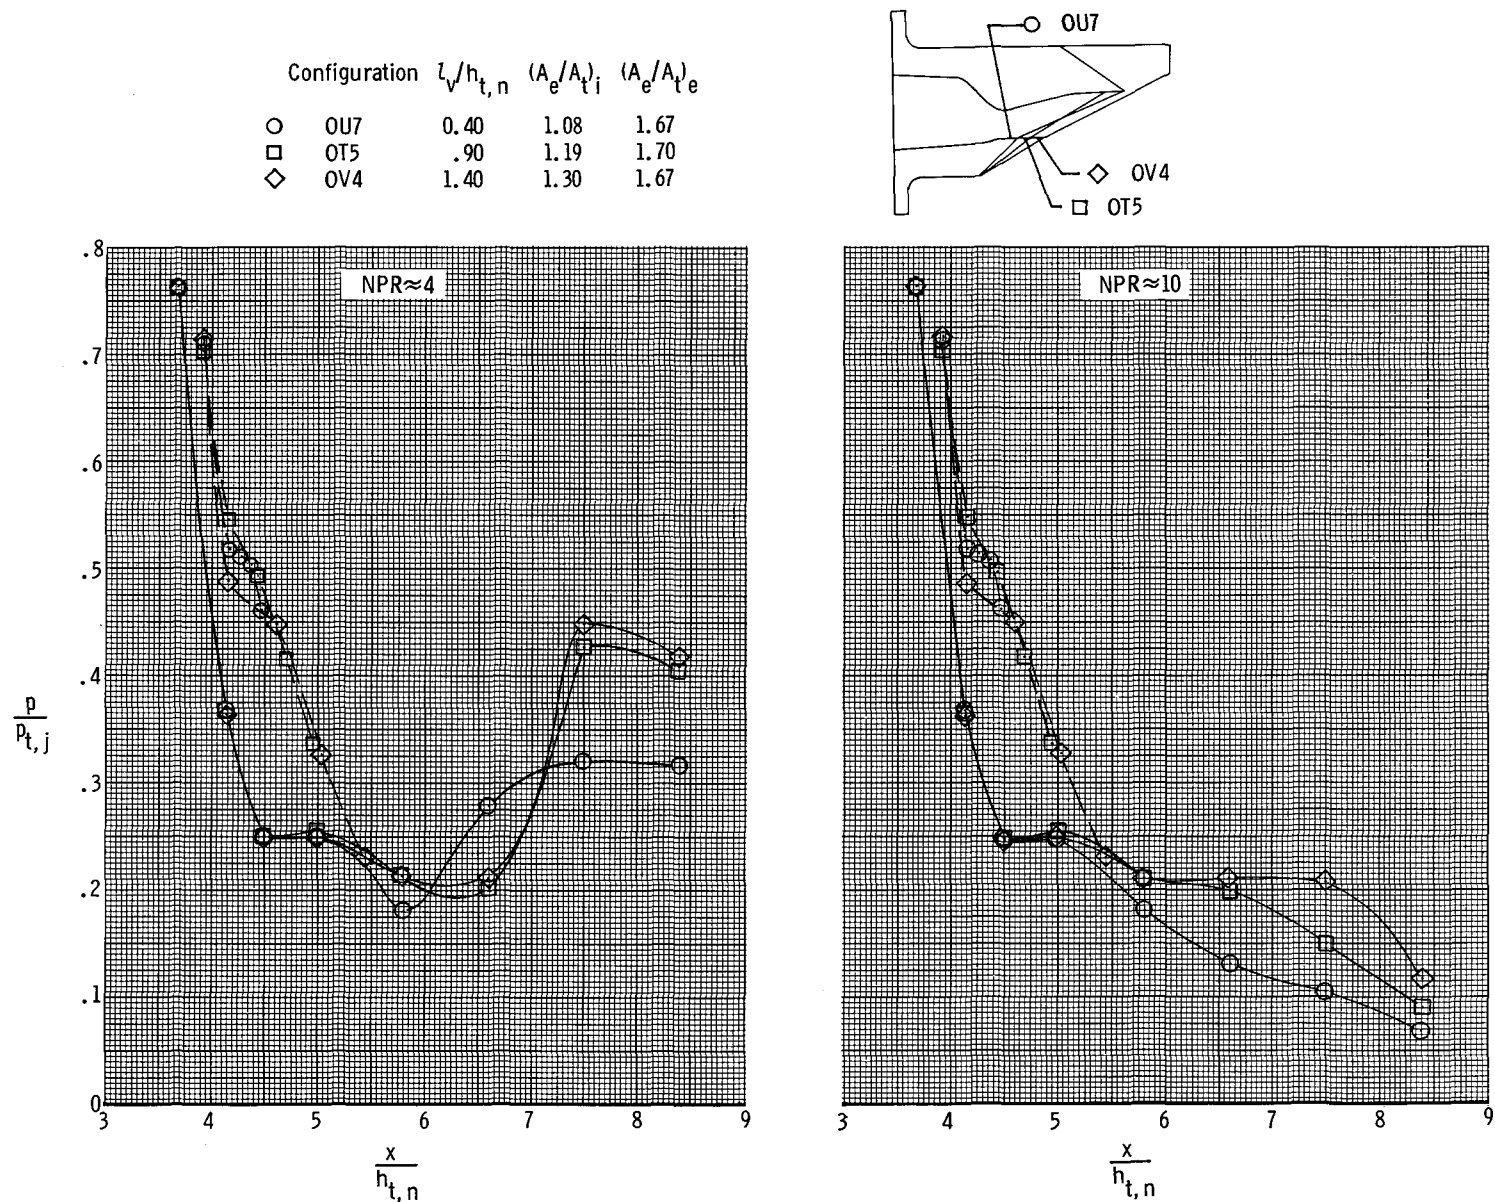 Configuration l_v/h_t,n (A_e/A_t)_i (A_e/A_t)_e
OU7 0.40 1.08 1.67
OT5 .90 1.19 1.70
OV4 1.40 1.30 1.67
OU7
OV4
OT5
NPR≈4
.8
.7
.6
.5
.4
.3
.2
.1
0
p
p_t,j
3 4 5 6 7 8 9
x
h_t,n
NPR≈10
3 4 5 6 7 8 9
x
h_t,n